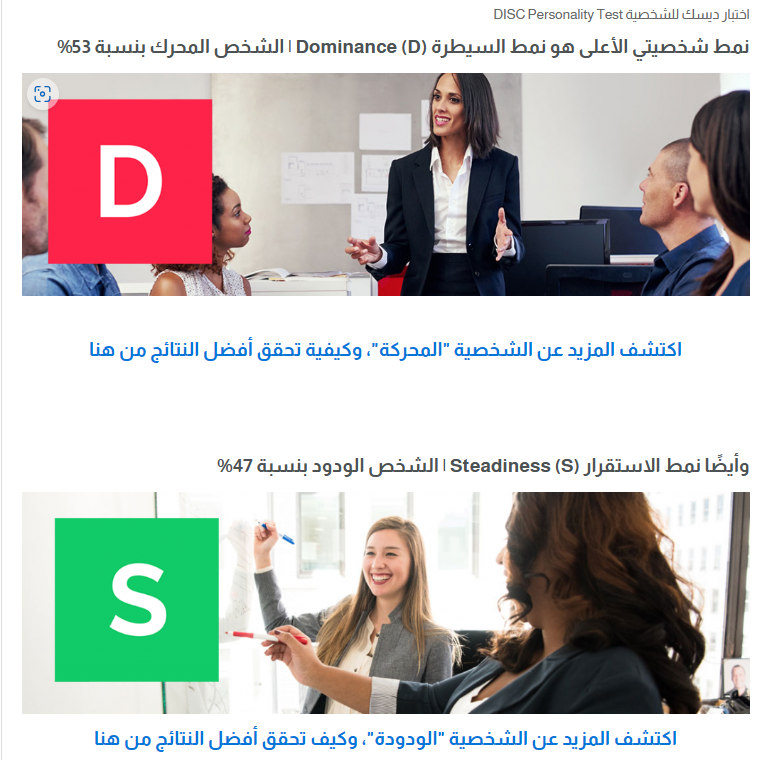 اختبار ديسك للشخصية DISC Personality Test
نمط شخصيتي الأعلى هو نمط السيطرة Dominance (D) | الشخص المحرك بنسبة 53%
D
اكتشف المزيد عن الشخصية "المحركة"، وكيفية تحقق أفضل النتائج من هنا
وأيضًا نمط الاستقرار Steadiness (S) | الشخص الودود بنسبة 47%
S
اكتشف المزيد عن الشخصية "الودودة"، وكيف تحقق أفضل النتائج من هنا